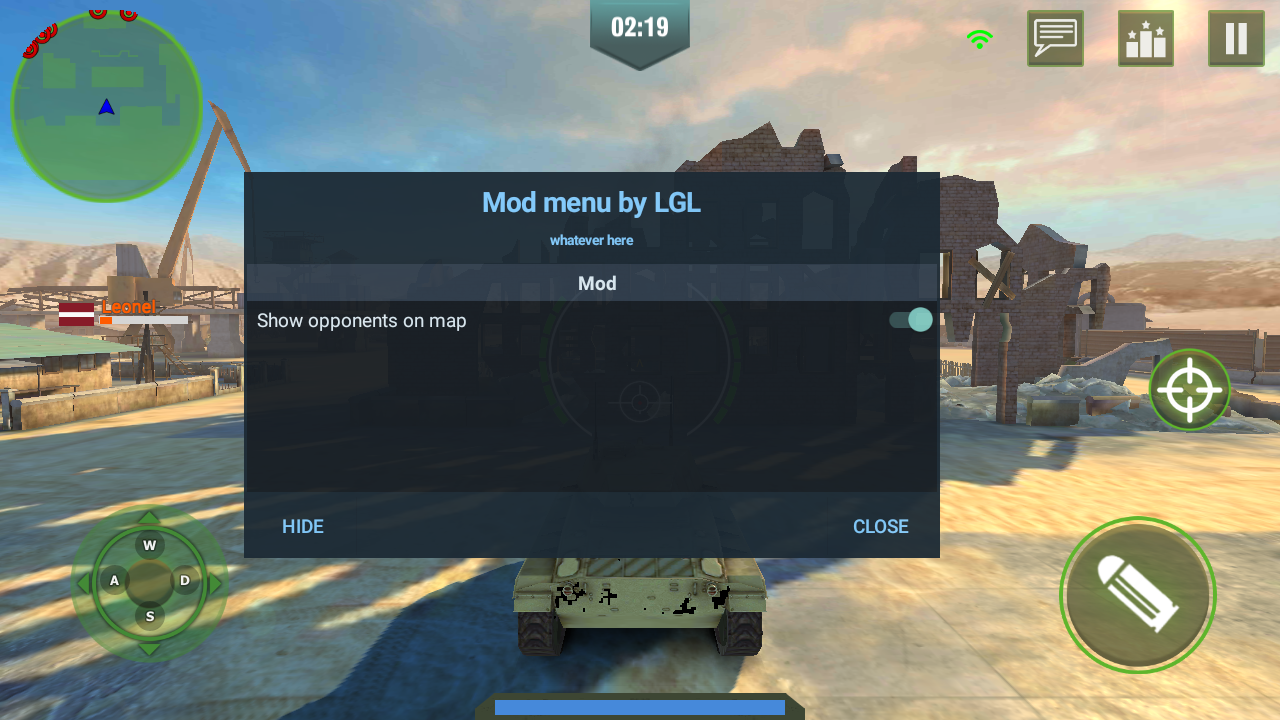 02:19
Mod menu by LGL
whatever here
Mod
Leonel
Show opponents on map
HIDE
CLOSE
W
A
D
S